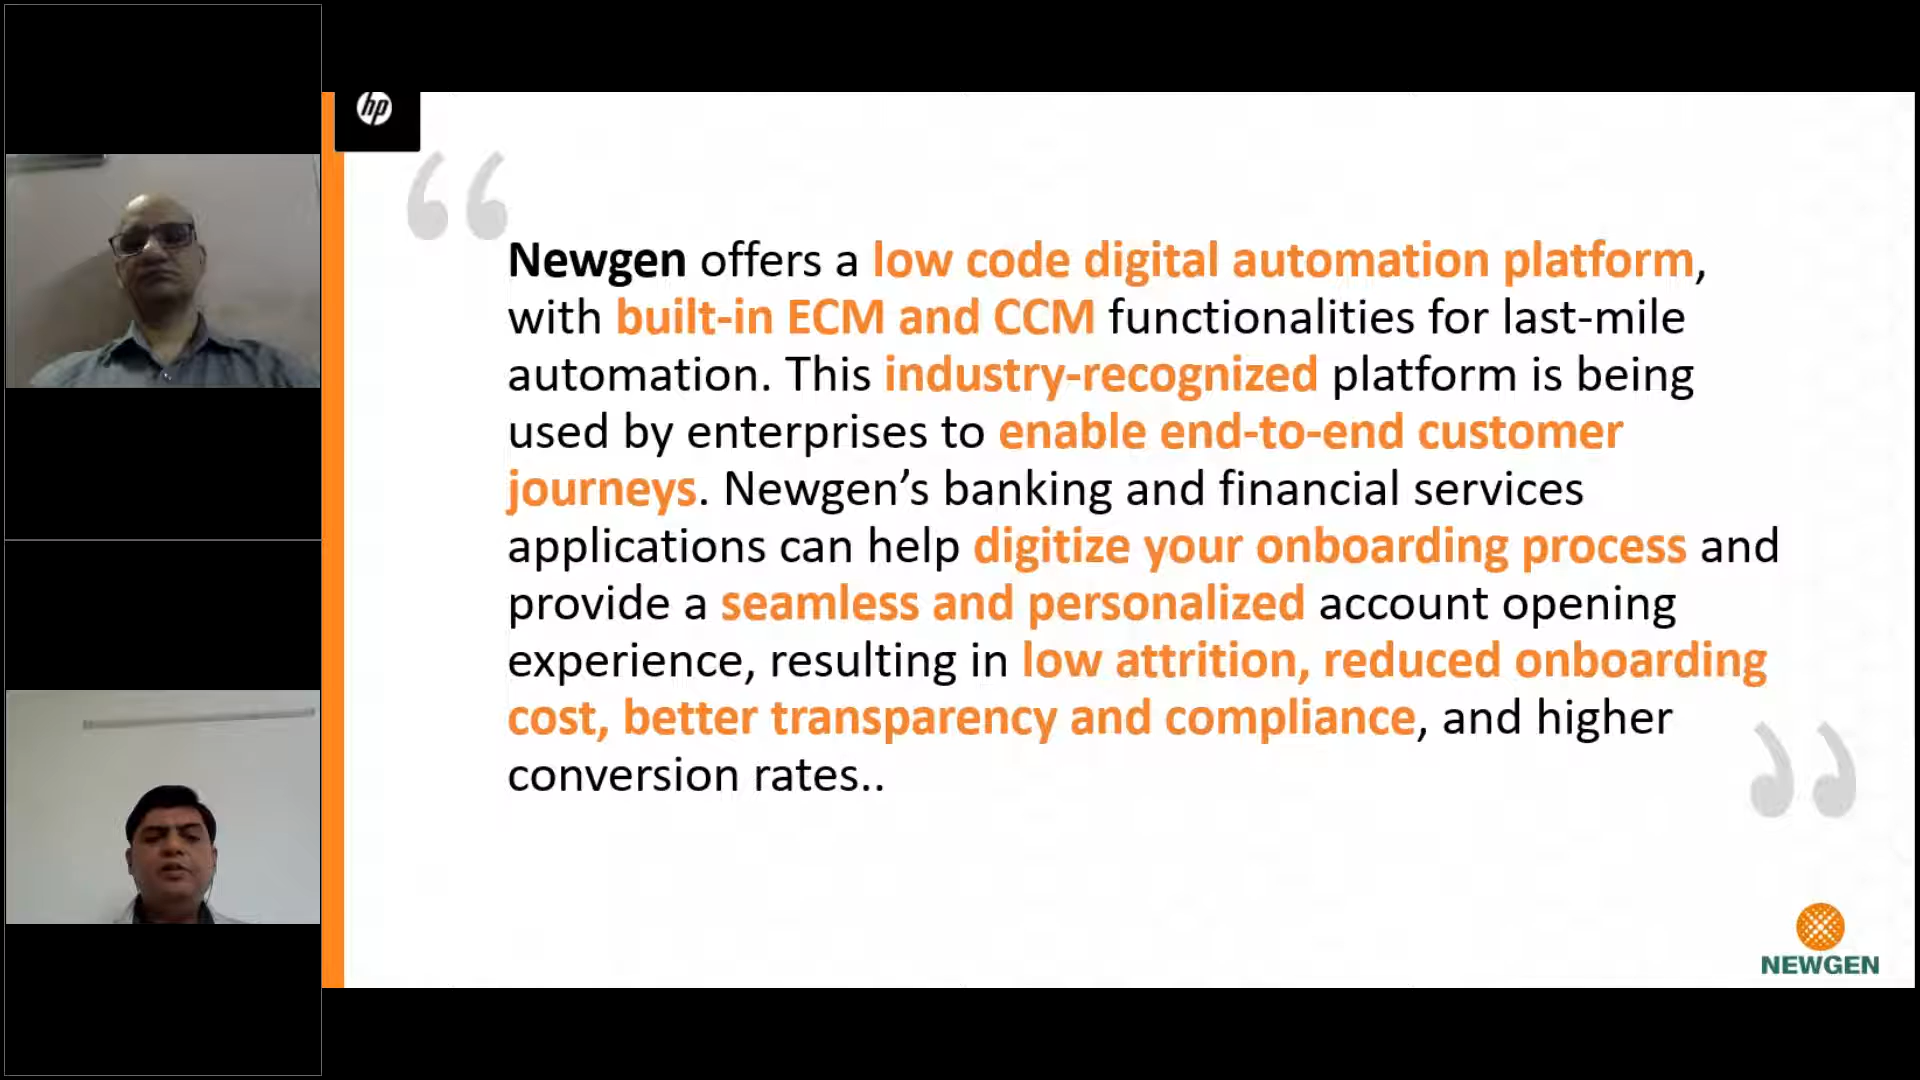 hp
“
Newgen offers a low code digital automation platform,
with built-in ECM and CCM functionalities for last-mile
automation. This industry-recognized platform is being
used by enterprises to enable end-to-end customer
journeys. Newgen’s banking and financial services
applications can help digitize your onboarding process and
provide a seamless and personalized account opening
experience, resulting in low attrition, reduced onboarding
cost, better transparency and compliance, and higher
conversion rates..
”
NEWGEN